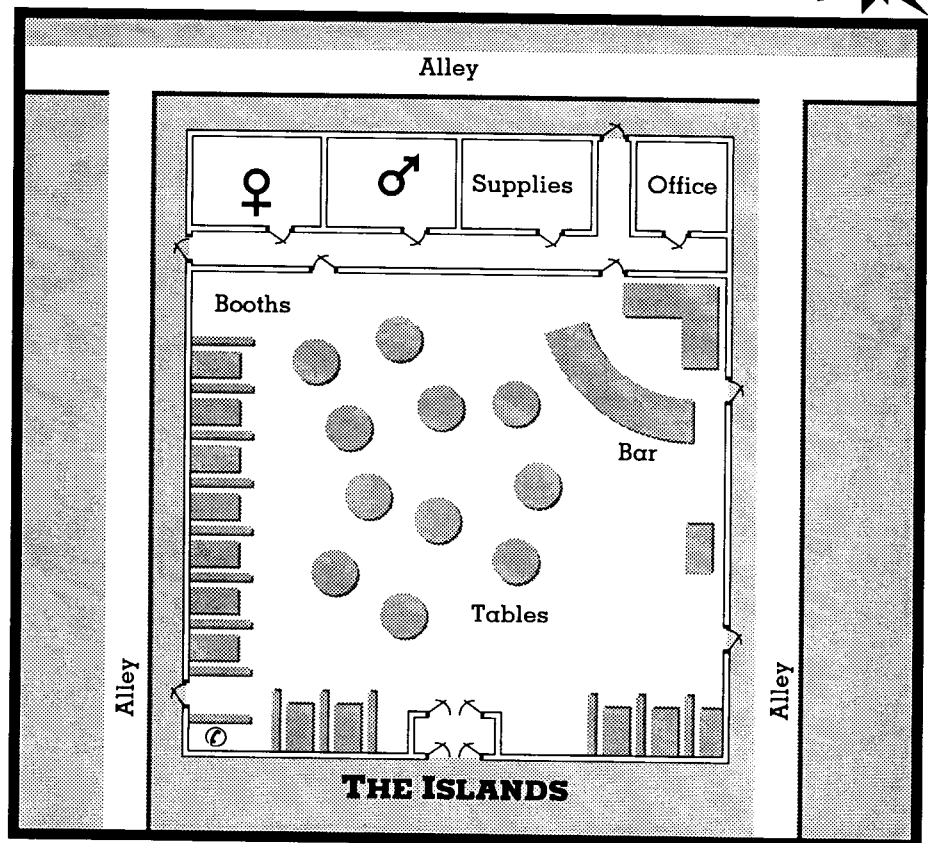 Alley
Supplies
Office
Booths
Bar
Tables
Alley
Alley
THE ISLANDS